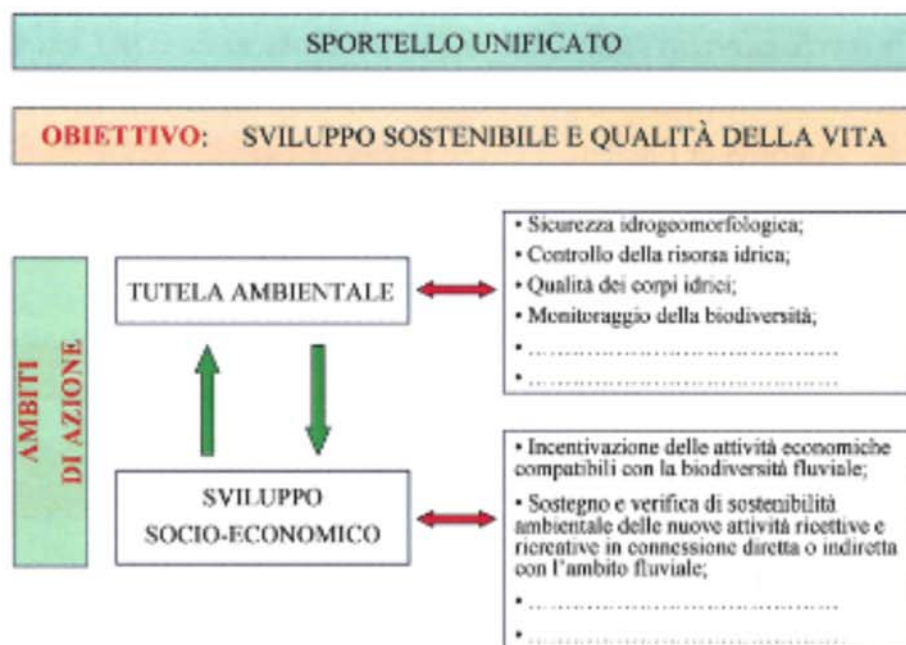 SPORTELLO UNIFICATO
OBIETTIVO: SVILUPPO SOSTENIBILE E QUALITÀ DELLA VITA
AMBITI
DI AZIONE
TUTELA AMBIENTALE
• Sicurezza idrogeomorfologica;
• Controllo della risorsa idrica;
• Qualità dei corpi idrici;
• Monitoraggio della biodiversità;
• ……………………………………
• ……………………………………
SVILUPPO
SOCIO-ECONOMICO
• Incentivazione delle attività economiche
compatibili con la biodiversità fluviale;
• Sostegno e verifica di sostenibilità
ambientale delle nuove attività ricettive e
ricreative in connessione diretta o indiretta
con l'ambito fluviale;
• ……………………………………
• ……………………………………